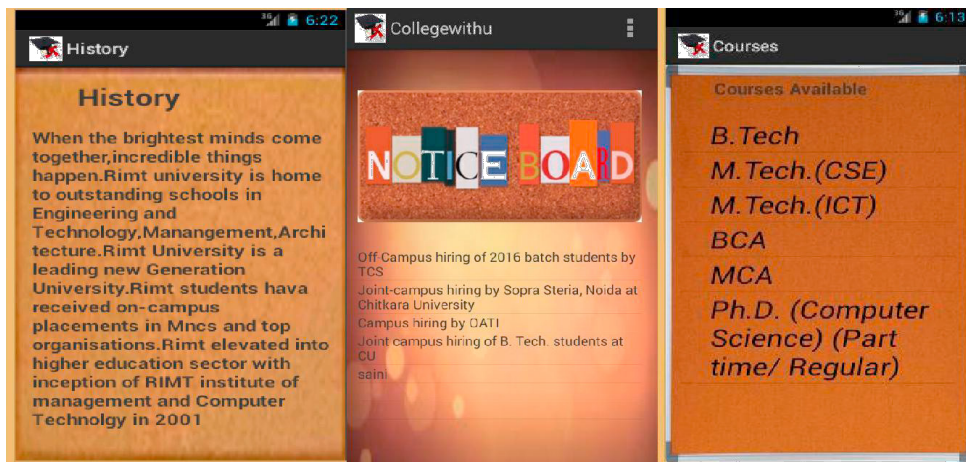 3G 6:22
History
History
When the brightest minds come
together,incredible things
happen.Rimt university is home
to outstanding schools in
Engineering and
Technology,Manangement,Archi
tecture.Rimt University is a
leading new Generation
University.Rimt students hava
received on-campus
placements in Mncs and top
organisations.Rimt elevated into
higher education sector with
inception of RIMT institute of
management and Computer
Technolgy in 2001
Collegewithu
NOTICE BOARD
Off-Campus hiring of 2016 batch students by
TCS
Joint-campus hiring by Sopra Steria, Noida at
Chitkara University
Campus hiring by OATI
Joint campus hiring of B. Tech. students at
CU
saini
3G 6:13
Courses
Courses Available
B.Tech
M.Tech.(CSE)
M.Tech.(ICT)
BCA
MCA
Ph.D. (Computer
Science) (Part
time/ Regular)